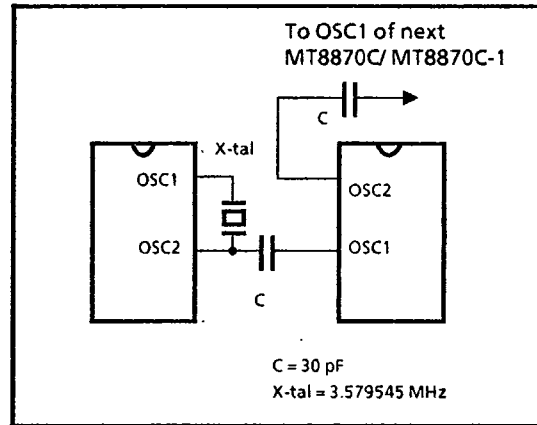 To OSC1 of next
MT8870C/ MT8870C-1
C
X-tal
OSC1
OSC2
OSC2
OSC1
C
C = 30 pF
X-tal = 3.579545 MHz